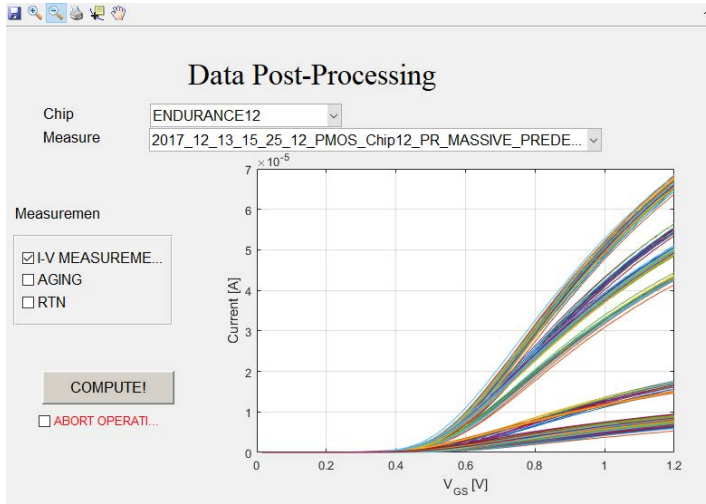 Data Post-Processing
Chip
ENDURANCE12
Measure
2017_12_13_15_25_12_PMOS_Chip12_PR_MASSIVE_PREDE...
Measuremen
I-V MEASUREME...
AGING
RTN
COMPUTE!
ABORT OPERATI...
× 10⁻⁵
7
6
5
4
3
2
1
0
Current [A]
0 0.2 0.4 0.6 0.8 1 1.2
V_GS [V]